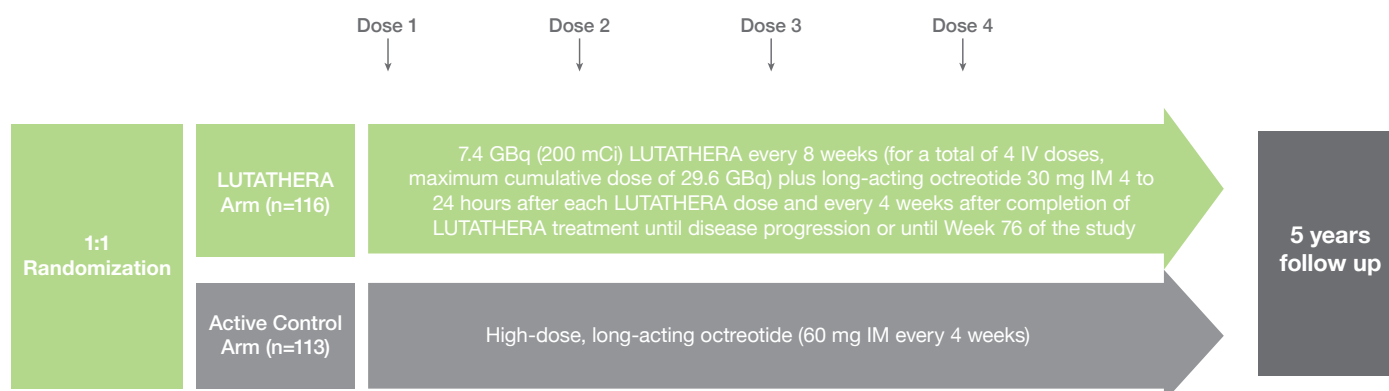 Dose 1
Dose 2
Dose 3
Dose 4
1:1
Randomization
LUTATHERA
Arm (n=116)
7.4 GBq (200 mCi) LUTATHERA every 8 weeks (for a total of 4 IV doses,
maximum cumulative dose of 29.6 GBq) plus long-acting octreotide 30 mg IM 4 to
24 hours after each LUTATHERA dose and every 4 weeks after completion of
LUTATHERA treatment until disease progression or until Week 76 of the study
Active Control
Arm (n=113)
High-dose, long-acting octreotide (60 mg IM every 4 weeks)
5 years
follow up